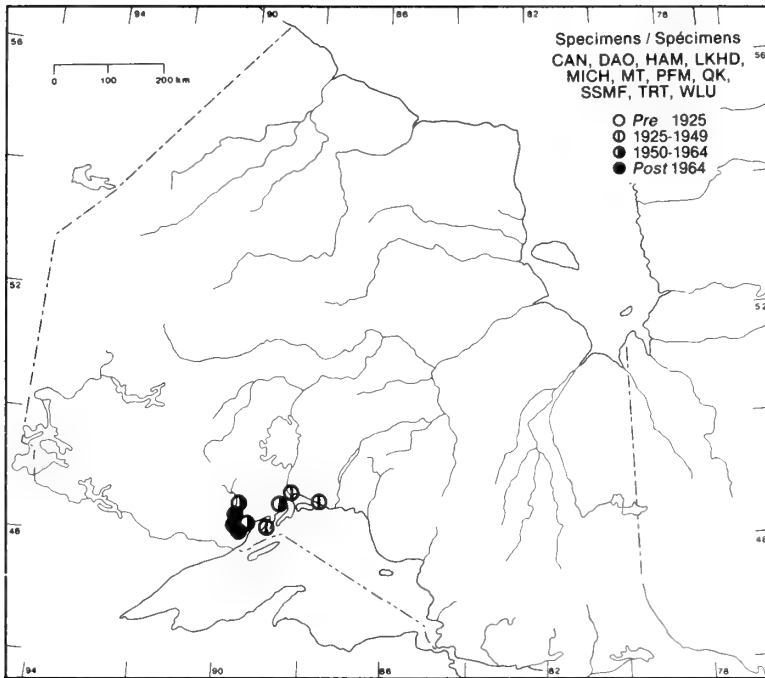 94 90 86 82 78
56 56
Specimens / Spécimens
CAN, DAO, HAM, LKHD,
MICH, MT, PFM, QK,
SSMF, TRT, WLU
0 100 200 km
Pre 1925
1925-1949
1950-1964
Post 1964
52 52
48 48
94 90 86 82 78